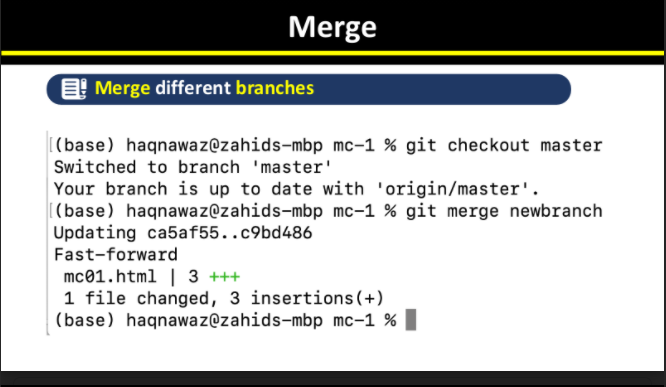 Merge
Merge different branches
(base) haqnawaz@zahids-mbp mc-1 % git checkout master
Switched to branch 'master'
Your branch is up to date with 'origin/master'.
(base) haqnawaz@zahids-mbp mc-1 % git merge newbranch
Updating ca5af55..c9bd486
Fast-forward
 mc01.html | 3 +++
 1 file changed, 3 insertions(+)
(base) haqnawaz@zahids-mbp mc-1 %